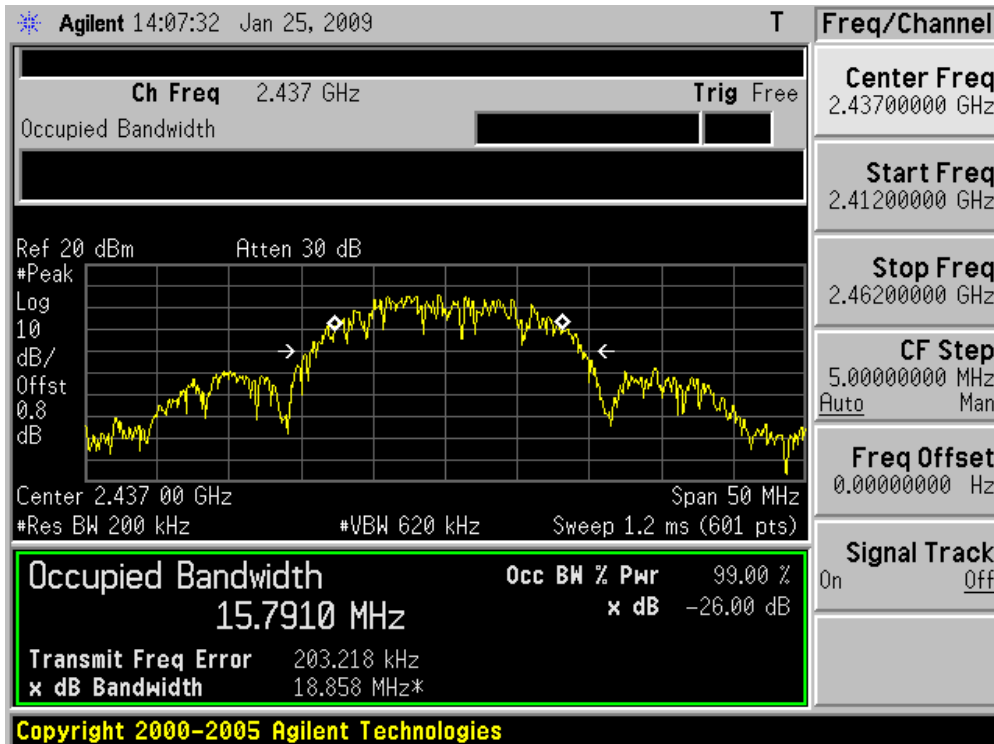 Agilent 14:07:32 Jan 25, 2009 T
Freq/Channel
Ch Freq 2.437 GHz Trig Free
Occupied Bandwidth
Center Freq
2.43700000 GHz
Start Freq
2.41200000 GHz
Stop Freq
2.46200000 GHz
CF Step
5.00000000 MHz
Auto Man
Freq Offset
0.00000000 Hz
Signal Track
On Off
Ref 20 dBm Atten 30 dB
#Peak
Log
10
dB/
Offst
0.8
dB
Center 2.437 00 GHz Span 50 MHz
#Res BW 200 kHz #VBW 620 kHz Sweep 1.2 ms (601 pts)
Occupied Bandwidth Occ BW % Pwr 99.00 %
15.7910 MHz x dB -26.00 dB
Transmit Freq Error 203.218 kHz
x dB Bandwidth 18.858 MHz*
Copyright 2000-2005 Agilent Technologies